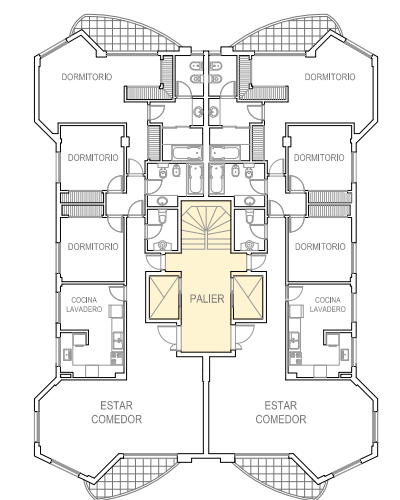 DORMITORIO DORMITORIO
DORMITORIO DORMITORIO
DORMITORIO DORMITORIO
PALIER
COCINA COCINA
LAVADERO LAVADERO
ESTAR ESTAR
COMEDOR COMEDOR